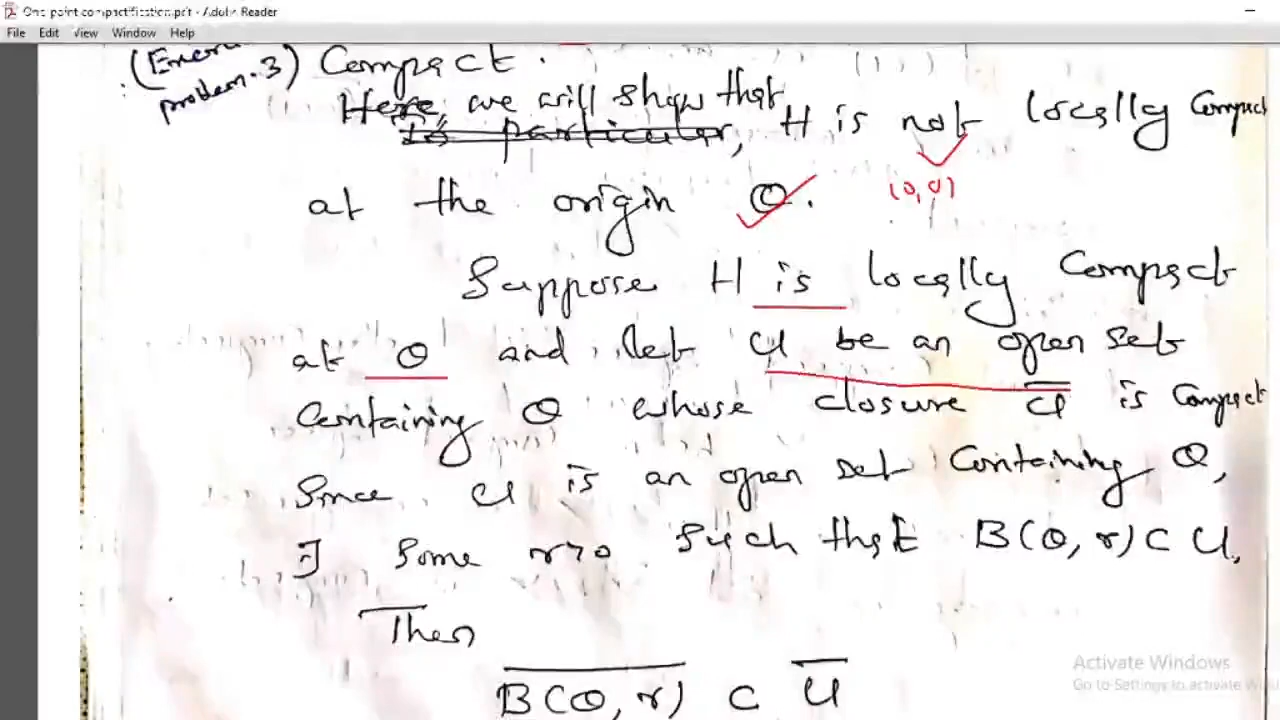 One point compactification.pdf - Adobe Reader
File Edit View Window Help
problem.3) Compact.
Here, we will show that
In particular, H is not locally Compact
(0,0)
at the origin O.
Suppose H is locally Compact
at O and let U be an open set
Containing O whose closure U̅ is Compact
Since U is an open set Containing O,
∃ some r>0 such that B(O, r) ⊂ U.
Then
B(O, r)̅ ⊂ U̅
Activate Windows
Go to Settings to activate Win